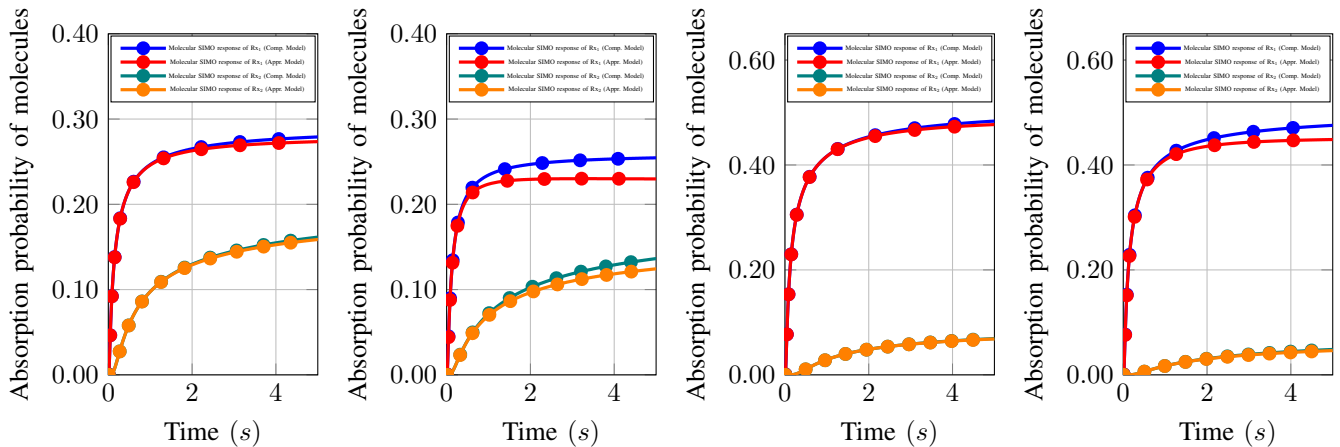 Absorption probability of molecules
0.40
0.30
0.20
0.10
0.00
0 2 4
Time (s)
Molecular SIMO response of Rx₁ (Comp. Model)
Molecular SIMO response of Rx₁ (Appr. Model)
Molecular SIMO response of Rx₂ (Comp. Model)
Molecular SIMO response of Rx₂ (Appr. Model)
Absorption probability of molecules
0.40
0.30
0.20
0.10
0.00
0 2 4
Time (s)
Molecular SIMO response of Rx₁ (Comp. Model)
Molecular SIMO response of Rx₁ (Appr. Model)
Molecular SIMO response of Rx₂ (Comp. Model)
Molecular SIMO response of Rx₂ (Appr. Model)
Absorption probability of molecules
0.60
0.40
0.20
0.00
0 2 4
Time (s)
Molecular SIMO response of Rx₁ (Comp. Model)
Molecular SIMO response of Rx₁ (Appr. Model)
Molecular SIMO response of Rx₂ (Comp. Model)
Molecular SIMO response of Rx₂ (Appr. Model)
Absorption probability of molecules
0.60
0.40
0.20
0.00
0 2 4
Time (s)
Molecular SIMO response of Rx₁ (Comp. Model)
Molecular SIMO response of Rx₁ (Appr. Model)
Molecular SIMO response of Rx₂ (Comp. Model)
Molecular SIMO response of Rx₂ (Appr. Model)